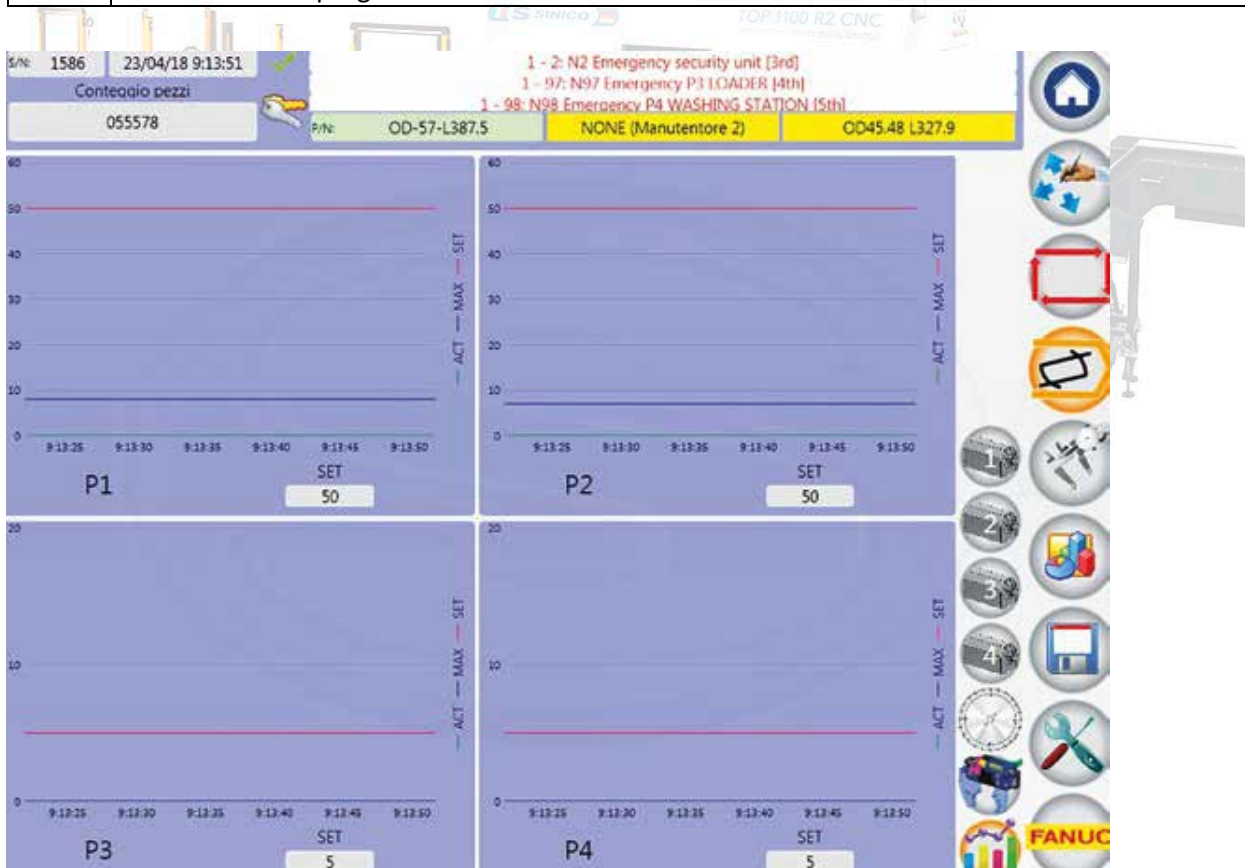 SINICO
TOP 1100 R2 CNC
S/N: 1586 23/04/18 9:13:51
1 - 2: N2 Emergency security unit [3rd]
1 - 97: N97 Emergency P3 LOADER [4th]
1 - 98: N98 Emergency P4 WASHING STATION [5th]
Conteggio pezzi
055578
P/N: OD-57-L387.5 NONE (Manutentore 2) OD45.48 L327.9
60
50
40
30
20
10
0
9:13:25 9:13:30 9:13:35 9:13:40 9:13:45 9:13:50
ACT MAX SET
P1
SET
50
60
50
40
30
20
10
0
9:13:25 9:13:30 9:13:35 9:13:40 9:13:45 9:13:50
ACT MAX SET
P2
SET
50
20
10
0
9:13:25 9:13:30 9:13:35 9:13:40 9:13:45 9:13:50
ACT MAX SET
P3
SET
5
20
10
0
9:13:25 9:13:30 9:13:35 9:13:40 9:13:45 9:13:50
ACT MAX SET
P4
SET
5
1
2
3
4
FANUC